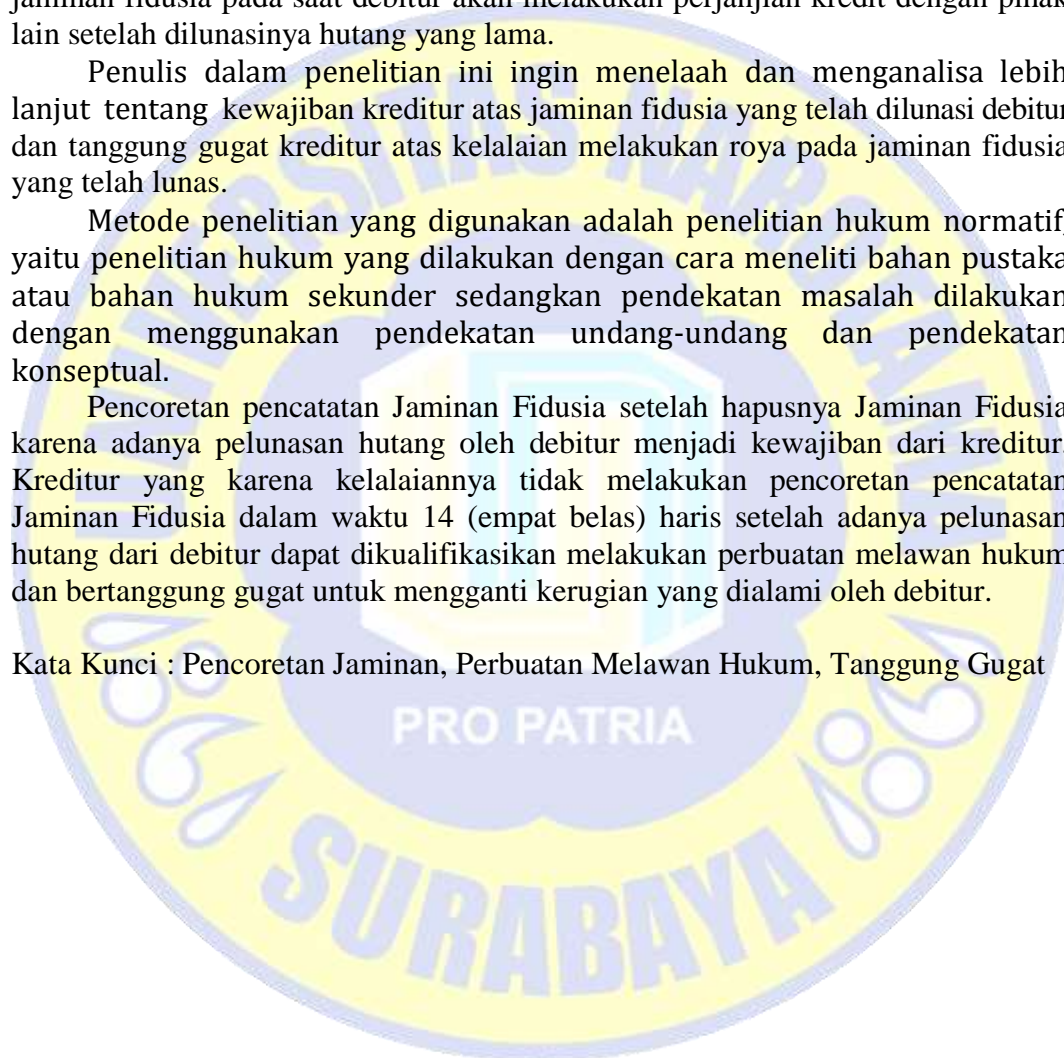 jaminan fidusia pada saat debitur akan melakukan perjanjian kredit dengan pihak
lain setelah dilunasinya hutang yang lama.
Penulis dalam penelitian ini ingin menelaah dan menganalisa lebih
lanjut tentang kewajiban kreditur atas jaminan fidusia yang telah dilunasi debitur
dan tanggung gugat kreditur atas kelalaian melakukan roya pada jaminan fidusia
yang telah lunas.
Metode penelitian yang digunakan adalah penelitian hukum normatif,
yaitu penelitian hukum yang dilakukan dengan cara meneliti bahan pustaka
atau bahan hukum sekunder sedangkan pendekatan masalah dilakukan
dengan menggunakan pendekatan undang-undang dan pendekatan
konseptual.
Pencoretan pencatatan Jaminan Fidusia setelah hapusnya Jaminan Fidusia
karena adanya pelunasan hutang oleh debitur menjadi kewajiban dari kreditur.
Kreditur yang karena kelalaiannya tidak melakukan pencoretan pencatatan
Jaminan Fidusia dalam waktu 14 (empat belas) haris setelah adanya pelunasan
hutang dari debitur dapat dikualifikasikan melakukan perbuatan melawan hukum
dan bertanggung gugat untuk mengganti kerugian yang dialami oleh debitur.
Kata Kunci : Pencoretan Jaminan, Perbuatan Melawan Hukum, Tanggung Gugat
UNIVERSITAS NAROTAMA
PRO PATRIA
SURABAYA